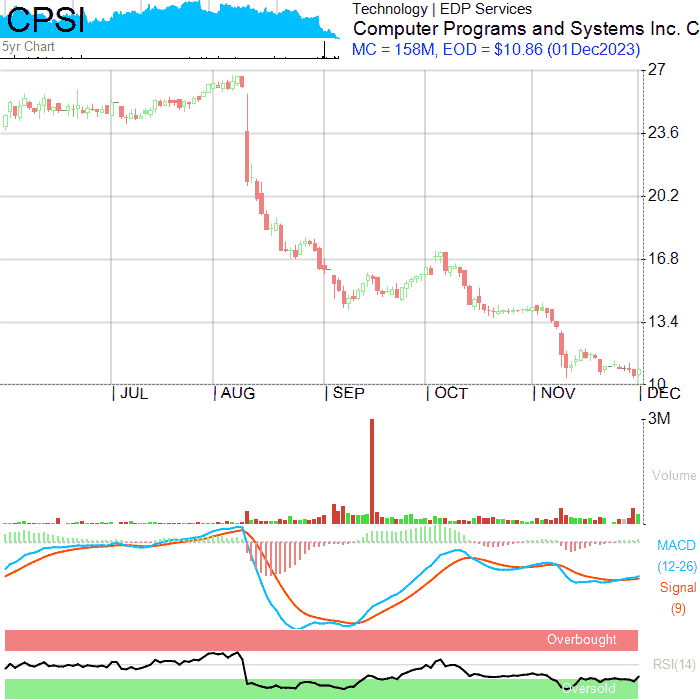 CPSI
Technology | EDP Services
Computer Programs and Systems Inc. C
5yr Chart
MC = 158M, EOD = $10.86 (01Dec2023)
27
23.6
20.2
16.8
13.4
10
JUL
AUG
SEP
OCT
NOV
DEC
3M
Volume
MACD
(12-26)
Signal
(9)
Overbought
RSI(14)
Oversold